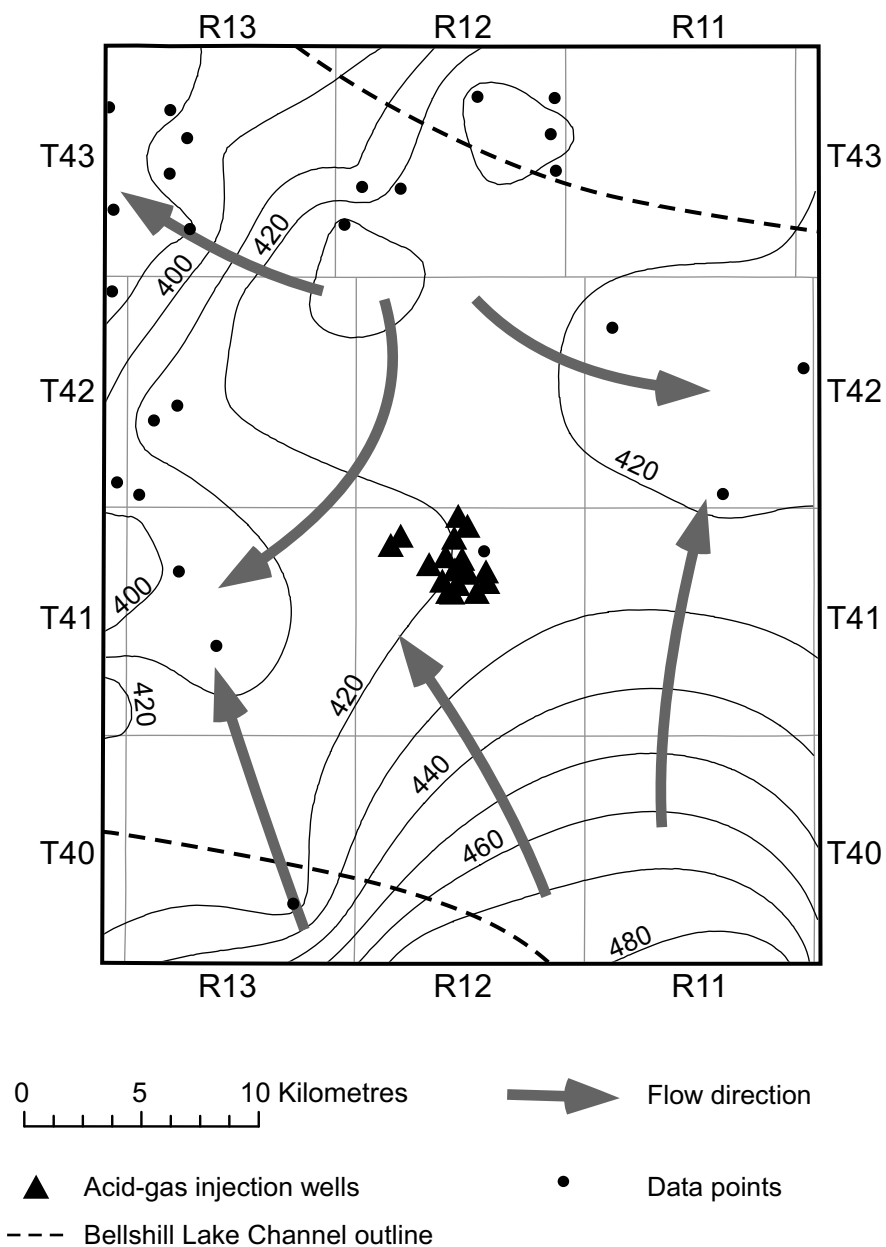 R13 R12 R11
T43 T43
420
400
T42 T42
420
400
T41 T41
420 420
440
T40 460 T40
480
R13 R12 R11
0 5 10 Kilometres Flow direction
Acid-gas injection wells Data points
Bellshill Lake Channel outline